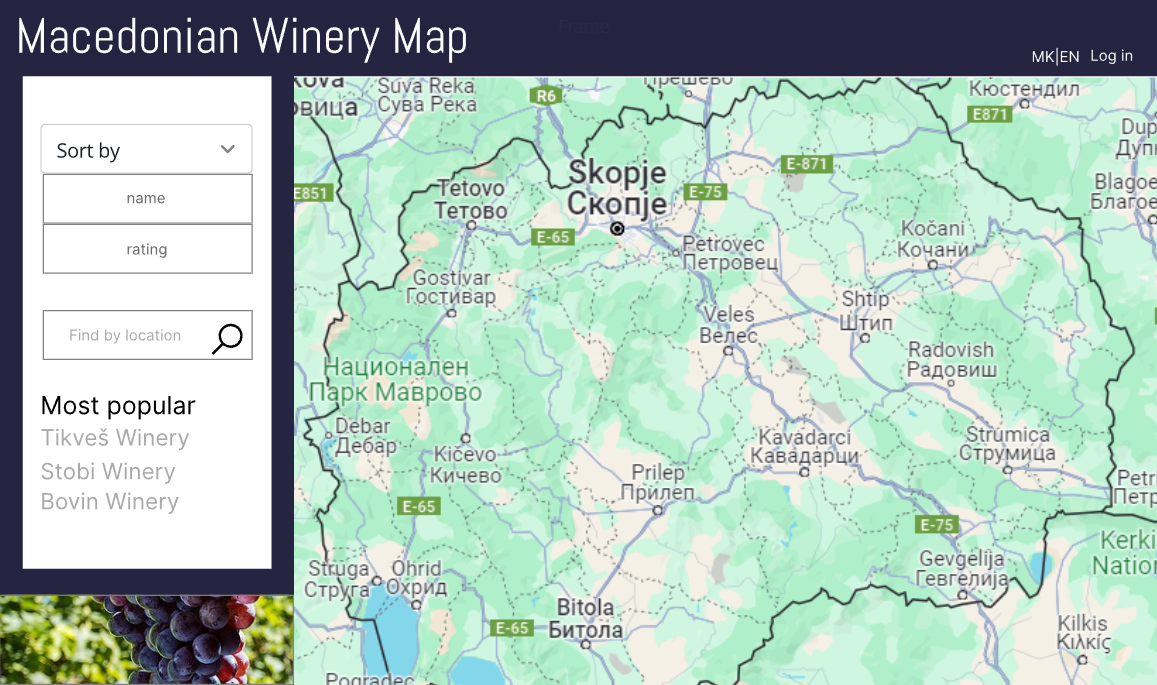 Macedonian Winery Map
Frame
MK|EN Log in
Sort by
name
rating
Find by location
Most popular
Tikveš Winery
Stobi Winery
Bovin Winery
Suva Reka
Сува Река
R6
Прешево
Кюстендил
E871
E-871
E851
Skopje
Скопје
E-75
Tetovo
Тетово
E-65
Petrovec
Петровец
Kočani
Кочани
Gostivar
Гостивар
Shtip
Штип
Veles
Велес
Radovish
Радовиш
Национален
Парк Маврово
Debar
Дебар
Kičevo
Кичево
Kavadarci
Кавадарци
Strumica
Струмица
Prilep
Прилеп
E-65
E-75
Gevgelija
Гевгелија
Struga
Струга
Ohrid
Охрид
Bitola
Битола
E-65
Kilkis
Κιλκίς
Pogradec